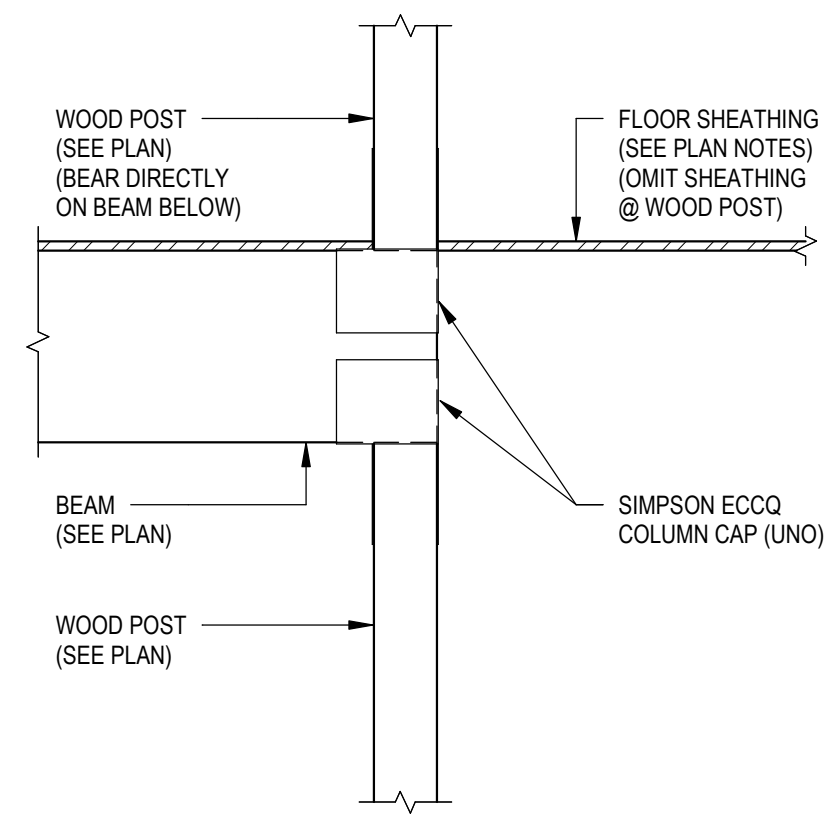 WOOD POST
(SEE PLAN)
(BEAR DIRECTLY
ON BEAM BELOW)
FLOOR SHEATHING
(SEE PLAN NOTES)
(OMIT SHEATHING
@ WOOD POST)
BEAM
(SEE PLAN)
SIMPSON ECCQ
COLUMN CAP (UNO)
WOOD POST
(SEE PLAN)